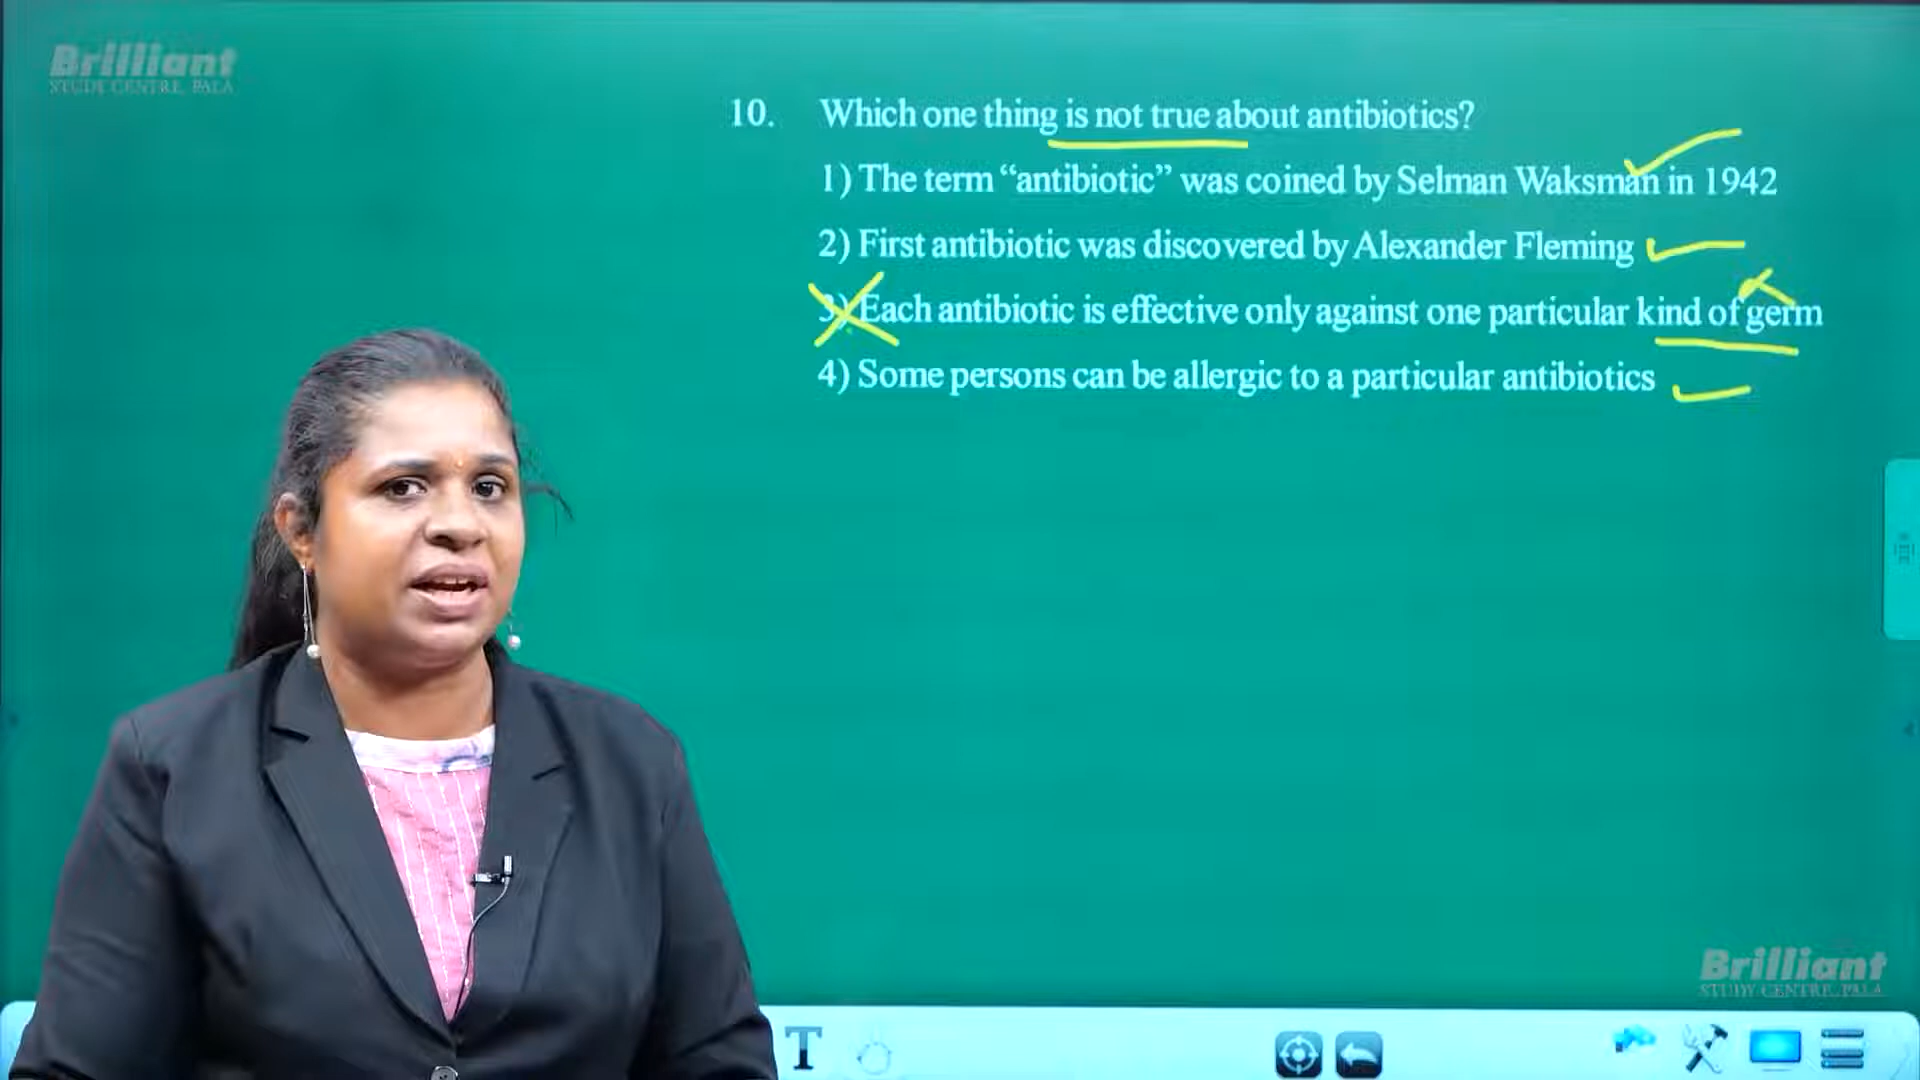 Brilliant
STUDY CENTRE, PALA
10. Which one thing is not true about antibiotics?
1) The term “antibiotic” was coined by Selman Waksman in 1942
2) First antibiotic was discovered by Alexander Fleming
3) Each antibiotic is effective only against one particular kind of germ
4) Some persons can be allergic to a particular antibiotics
Brilliant
STUDY CENTRE, PALA
T